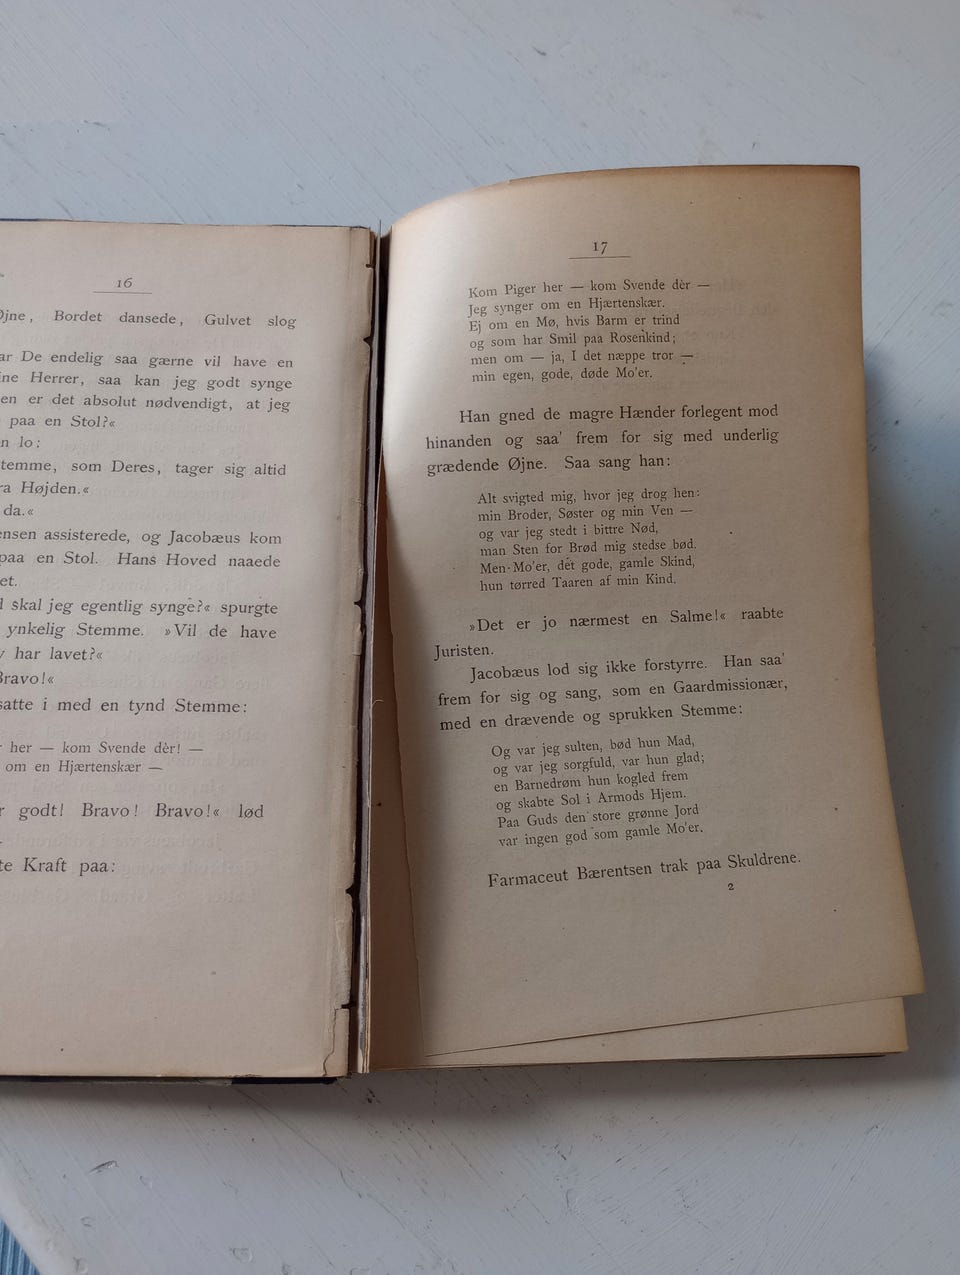 16
Bordet dansede, Gulvet slog
De endelig saa gærne vil have en
Herrer, saa kan jeg godt synge
er det absolut nødvendigt, at jeg
paa en Stol?«
lo:
som Deres, tager sig altid
Højden.«
da.«
assisterede, og Jacobæus kom
paa en Stol. Hans Hoved naaede
skal jeg egentlig synge?« spurgte
ynkelig Stemme. »Vil de have
har lavet?«
Bravo!«
satte i med en tynd Stemme:
her — kom Svende dèr! —
om en Hjærtenskær —
godt! Bravo! Bravo!« lød
Kraft paa:
17
Kom Piger her — kom Svende dèr —
Jeg synger om en Hjærtenskær.
Ej om en Mø, hvis Barm er trind
og som har Smil paa Rosenkind;
men om — ja, I det næppe tror —
min egen, gode, døde Mo'er.
Han gned de magre Hænder forlegent mod
hinanden og saa' frem for sig med underlig
grædende Øjne. Saa sang han:
Alt svigted mig, hvor jeg drog hen:
min Broder, Søster og min Ven —
og var jeg stedt i bittre Nød,
man Sten for Brød mig stedse bød.
Men Mo'er, dét gode, gamle Skind,
hun tørred Taaren af min Kind.
»Det er jo nærmest en Salme!« raabte
Juristen.
Jacobæus lod sig ikke forstyrre. Han saa'
frem for sig og sang, som en Gaardmissionær,
med en drævende og sprukken Stemme:
Og var jeg sulten, bød hun Mad,
og var jeg sorgfuld, var hun glad;
en Barnedrøm hun kogled frem
og skabte Sol i Armods Hjem.
Paa Guds den store grønne Jord
var ingen god som gamle Mo'er.
Farmaceut Bærentsen trak paa Skuldrene.
2